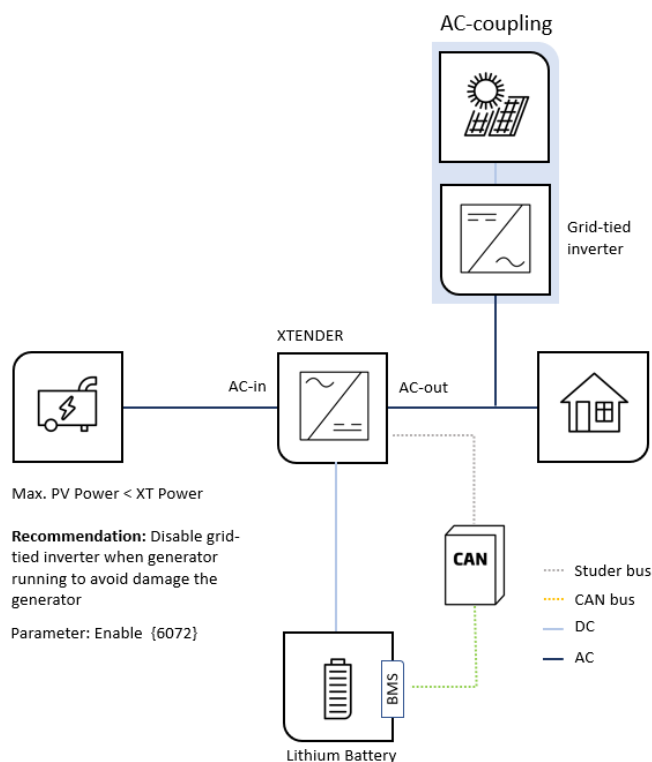 AC-coupling
Grid-tied
inverter
XTENDER
AC-in
AC-out
Max. PV Power < XT Power
Recommendation: Disable grid-
tied inverter when generator
running to avoid damage the
generator
Parameter: Enable {6072}
CAN
Studer bus
CAN bus
DC
AC
BMS
Lithium Battery